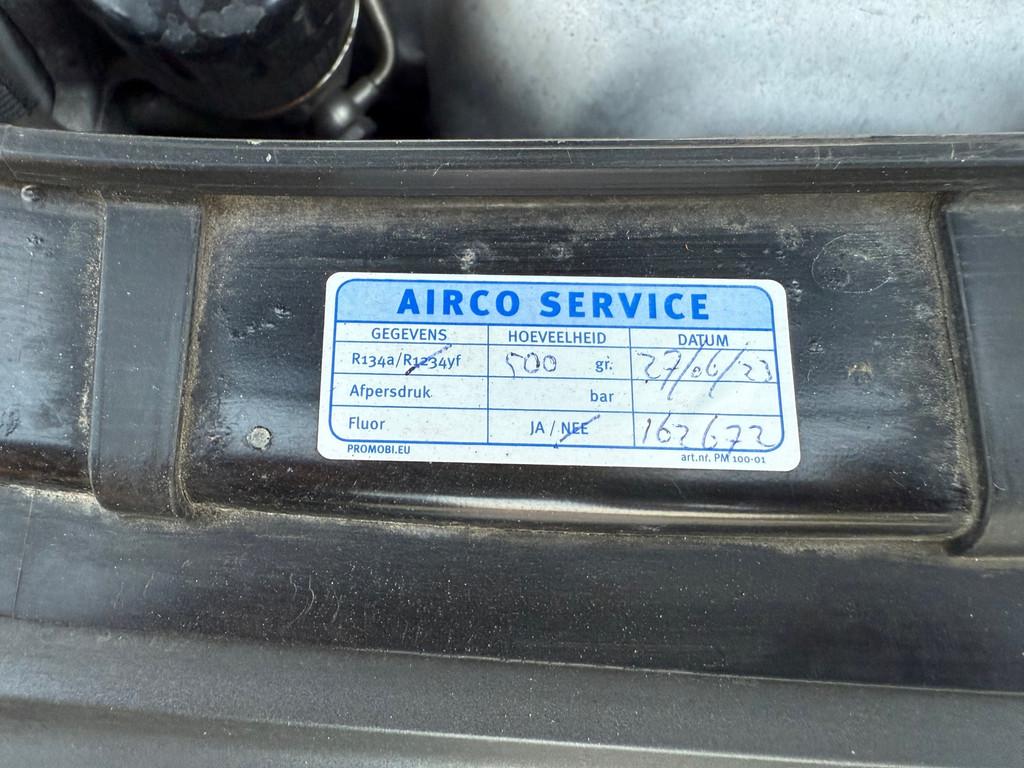 AIRCO SERVICE
GEGEVENS HOEVEELHEID DATUM
R134a/R1234yf 500 gr. 27/06/23
Afpersdruk bar
Fluor JA / NEE 162672
PROMOBI.EU art.nr. PM 100-01